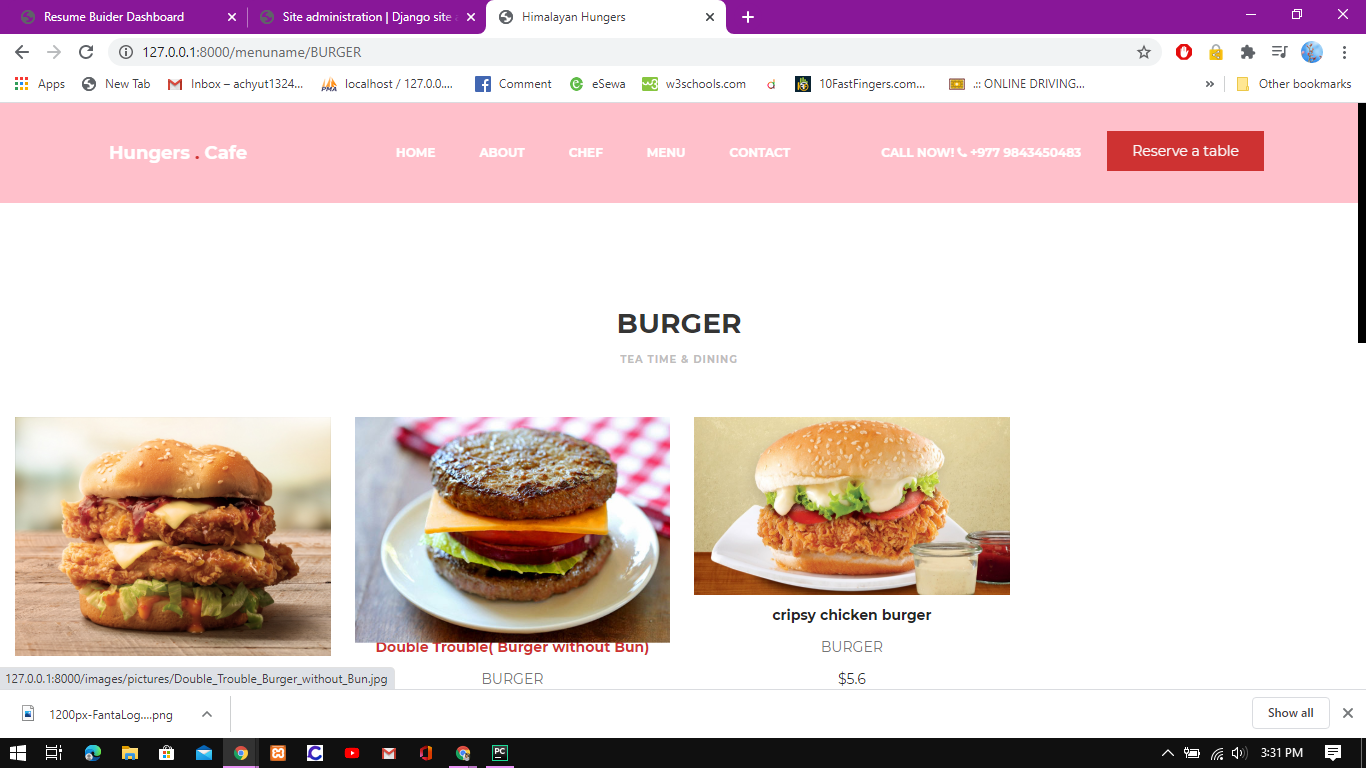 Resume Buider Dashboard
Site administration | Django site a
Himalayan Hungers
127.0.0.1:8000/menuname/BURGER
Apps
New Tab
Inbox – achyut1324...
PMA
localhost / 127.0.0....
Comment
eSewa
w3schools.com
d
10FastFingers.com...
.:: ONLINE DRIVING...
»
Other bookmarks
Hungers . Cafe
HOME
ABOUT
CHEF
MENU
CONTACT
CALL NOW! +977 9843450483
Reserve a table
BURGER
TEA TIME & DINING
cripsy chicken burger
BURGER
$5.6
Double Trouble( Burger without Bun)
BURGER
127.0.0.1:8000/images/pictures/Double_Trouble_Burger_without_Bun.jpg
1200px-FantaLog....png
Show all
PC
3:31 PM